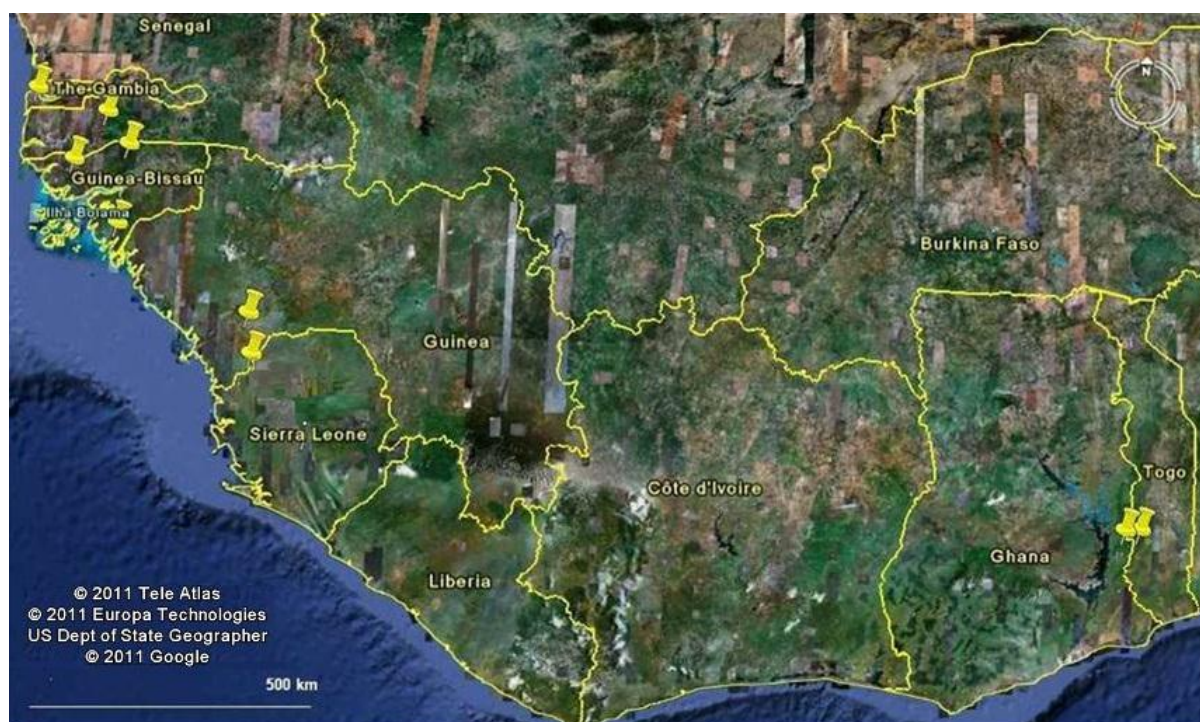 Senegal
The Gambia
N
Guinea-Bissau
Ilha Bolama
Burkina Faso
Guinea
Sierra Leone
Côte d'Ivoire
Togo
Ghana
Liberia
© 2011 Tele Atlas
© 2011 Europa Technologies
US Dept of State Geographer
© 2011 Google
500 km